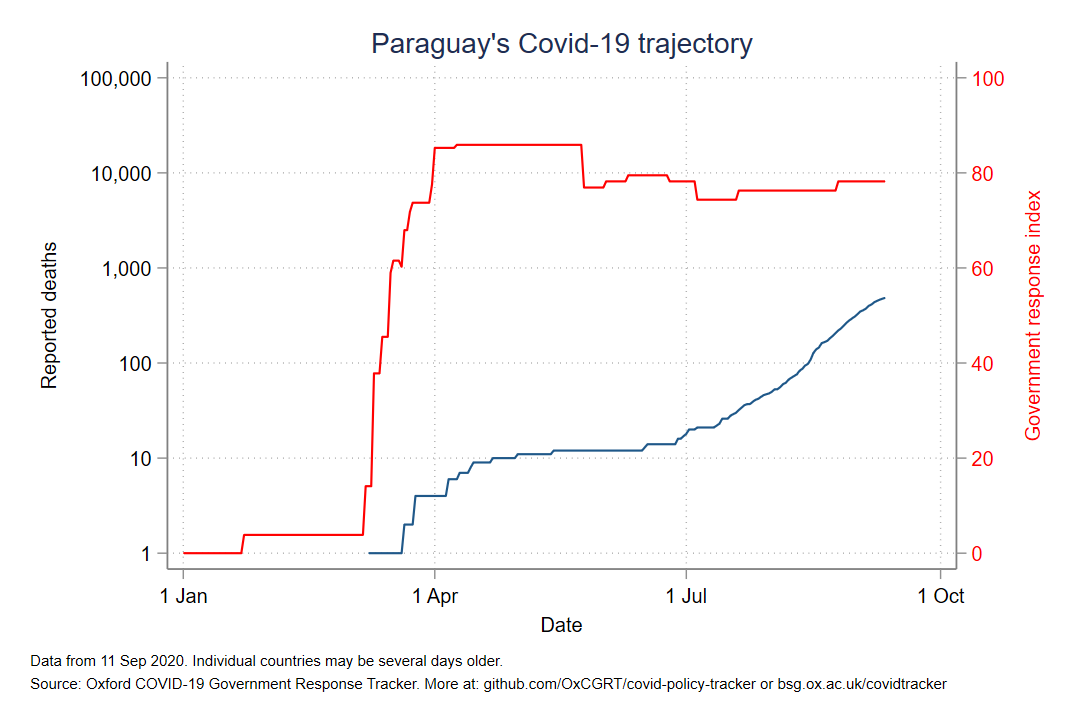 Paraguay's Covid-19 trajectory
100,000
10,000
1,000
100
10
1
Reported deaths
100
80
60
40
20
0
Government response index
1 Jan
1 Apr
1 Jul
1 Oct
Date
Data from 11 Sep 2020. Individual countries may be several days older.
Source: Oxford COVID-19 Government Response Tracker. More at: github.com/OxCGRT/covid-policy-tracker or bsg.ox.ac.uk/covidtracker